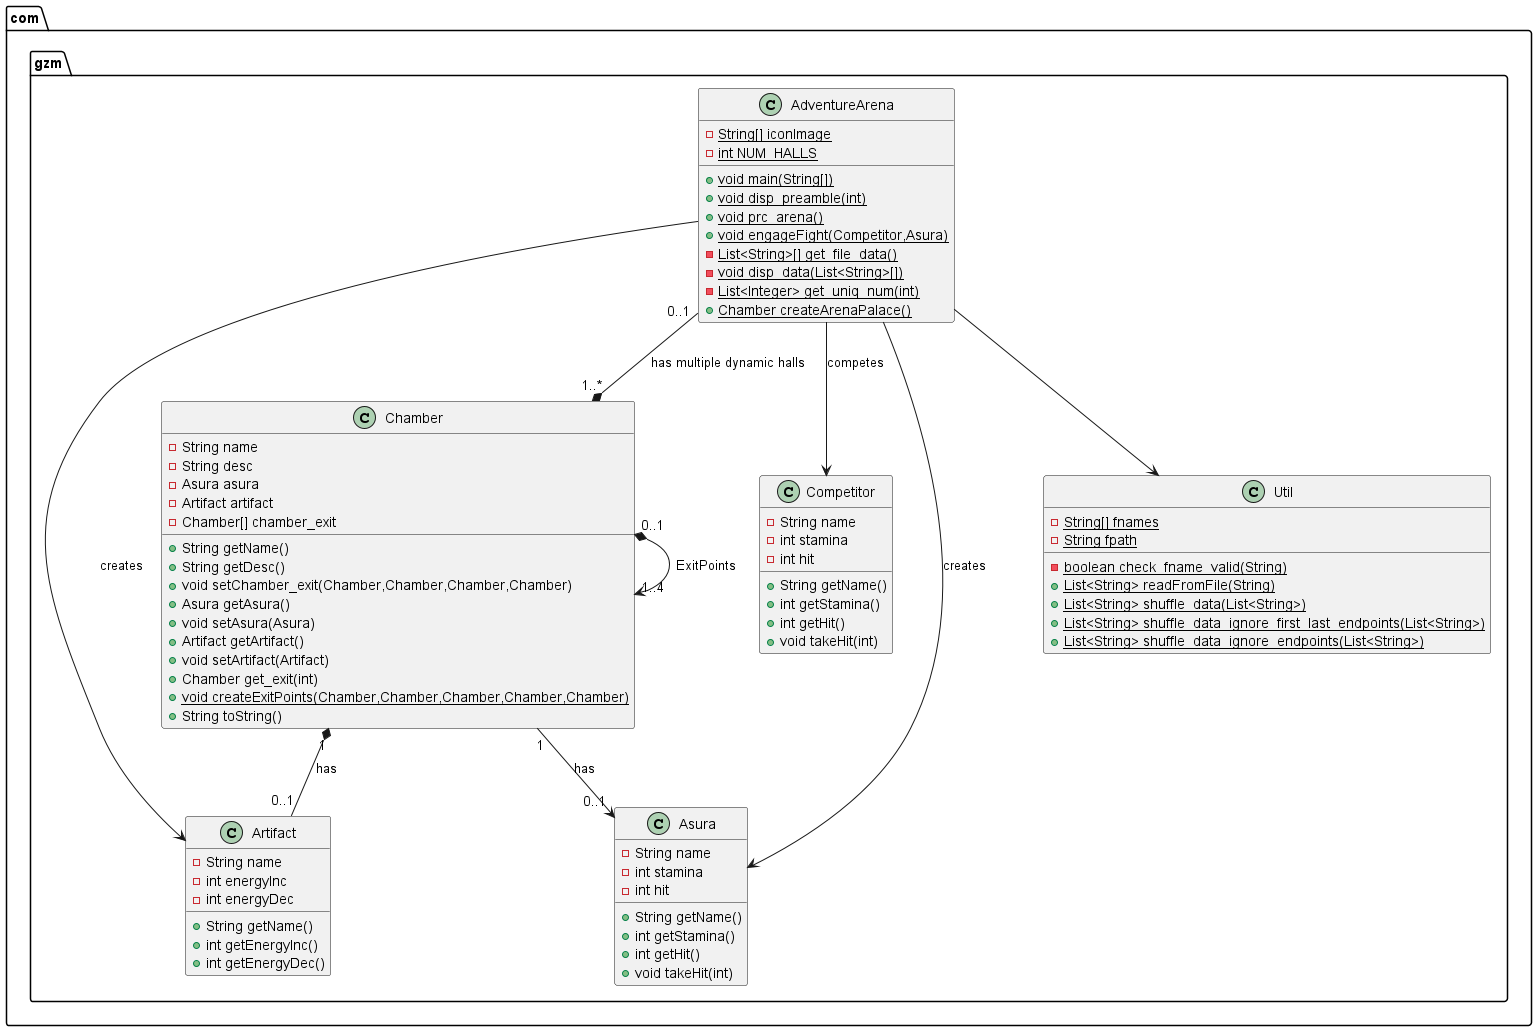 com
gzm
C AdventureArena
String[] iconImage
int NUM_HALLS
void main(String[])
void disp_preamble(int)
void prc_arena()
void engageFight(Competitor,Asura)
List<String>[] get_file_data()
void disp_data(List<String>[])
List<Integer> get_uniq_num(int)
Chamber createArenaPalace()
0..1
has multiple dynamic halls
competes
1..*
C Chamber
String name
String desc
Asura asura
Artifact artifact
Chamber[] chamber_exit
String getName()
String getDesc()
void setChamber_exit(Chamber,Chamber,Chamber,Chamber)
Asura getAsura()
void setAsura(Asura)
Artifact getArtifact()
void setArtifact(Artifact)
Chamber get_exit(int)
void createExitPoints(Chamber,Chamber,Chamber,Chamber,Chamber)
String toString()
0..1
ExitPoints
1..4
C Competitor
String name
int stamina
int hit
String getName()
int getStamina()
int getHit()
void takeHit(int)
C Util
String[] fnames
String fpath
boolean check_fname_valid(String)
List<String> readFromFile(String)
List<String> shuffle_data(List<String>)
List<String> shuffle_data_ignore_first_last_endpoints(List<String>)
List<String> shuffle_data_ignore_endpoints(List<String>)
creates
creates
1
has
0..1
1
has
0..1
C Artifact
String name
int energyInc
int energyDec
String getName()
int getEnergyInc()
int getEnergyDec()
C Asura
String name
int stamina
int hit
String getName()
int getStamina()
int getHit()
void takeHit(int)